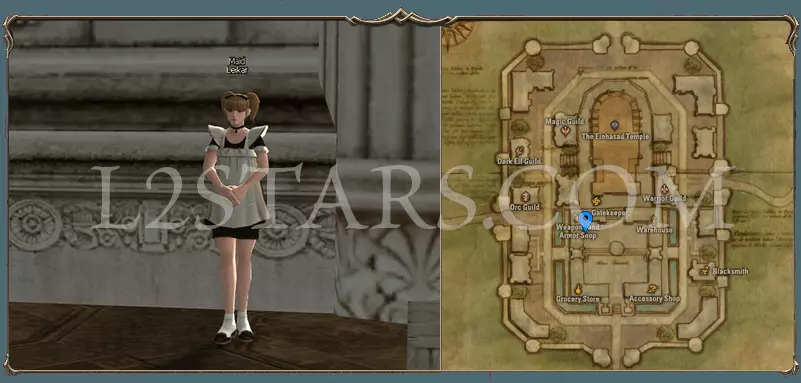 Maid
Leikar
L2STARS.COM
Magic Guild
The Einhasad Temple
Dark Elf Guild
Orc Guild
Warrior Guild
Gatekeeper
Weapon and
Armor Shop
Warehouse
Blacksmith
Grocery Store
Accessory Shop